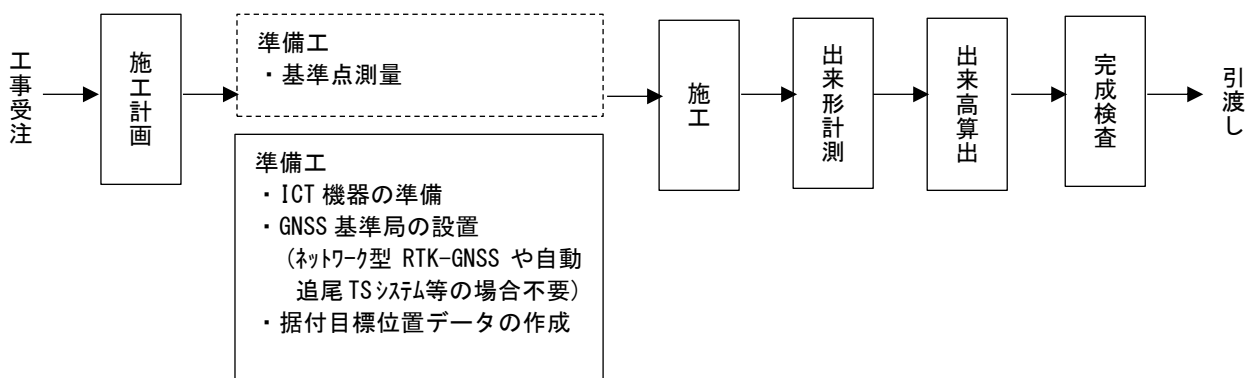 工事受注
施工計画
準備工
・基準点測量
準備工
・ICT 機器の準備
・GNSS 基準局の設置
（ﾈｯﾄﾜｰｸ型 RTK-GNSS や自動
追尾 TSｼｽﾃﾑ等の場合不要）
・据付目標位置データの作成
施工
出来形計測
出来高算出
完成検査
引渡し